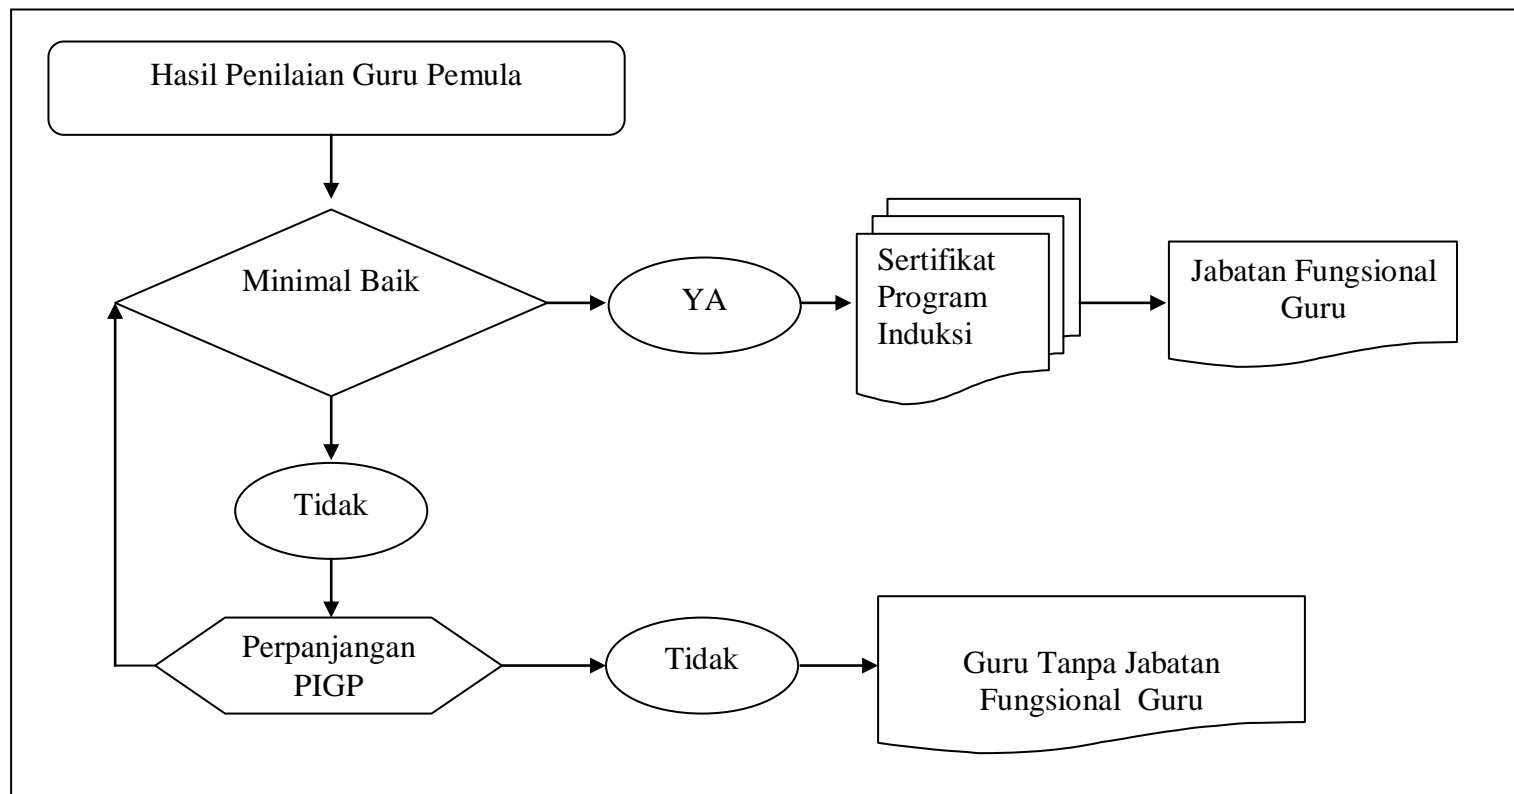 Hasil Penilaian Guru Pemula
Minimal Baik
YA
Sertifikat
Program
Induksi
Jabatan Fungsional
Guru
Tidak
Perpanjangan
PIGP
Tidak
Guru Tanpa Jabatan
Fungsional Guru